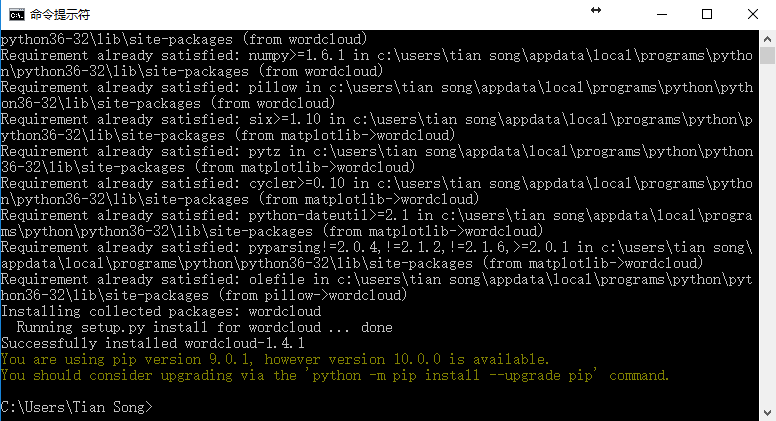 命令提示符
python36-32\lib\site-packages (from wordcloud)
Requirement already satisfied: numpy>=1.6.1 in c:\users\tian song\appdata\local\programs\pytho
n\python36-32\lib\site-packages (from wordcloud)
Requirement already satisfied: pillow in c:\users\tian song\appdata\local\programs\python\pyth
on36-32\lib\site-packages (from wordcloud)
Requirement already satisfied: six>=1.10 in c:\users\tian song\appdata\local\programs\python\p
ython36-32\lib\site-packages (from matplotlib->wordcloud)
Requirement already satisfied: pytz in c:\users\tian song\appdata\local\programs\python\python
36-32\lib\site-packages (from matplotlib->wordcloud)
Requirement already satisfied: cycler>=0.10 in c:\users\tian song\appdata\local\programs\pytho
n\python36-32\lib\site-packages (from matplotlib->wordcloud)
Requirement already satisfied: python-dateutil>=2.1 in c:\users\tian song\appdata\local\progra
ms\python\python36-32\lib\site-packages (from matplotlib->wordcloud)
Requirement already satisfied: pyparsing!=2.0.4,!=2.1.2,!=2.1.6,>=2.0.1 in c:\users\tian song\
appdata\local\programs\python\python36-32\lib\site-packages (from matplotlib->wordcloud)
Requirement already satisfied: olefile in c:\users\tian song\appdata\local\programs\python\pyt
hon36-32\lib\site-packages (from pillow->wordcloud)
Installing collected packages: wordcloud
  Running setup.py install for wordcloud ... done
Successfully installed wordcloud-1.4.1
You are using pip version 9.0.1, however version 10.0.0 is available.
You should consider upgrading via the 'python -m pip install --upgrade pip' command.
C:\Users\Tian Song>